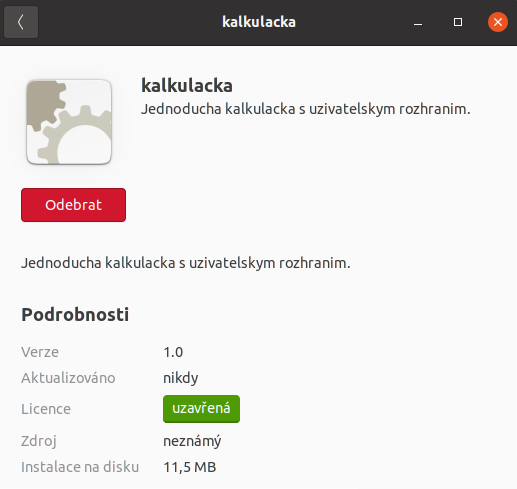 kalkulacka
kalkulacka
Jednoducha kalkulacka s uzivatelskym rozhranim.
Odebrat
Jednoducha kalkulacka s uzivatelskym rozhranim.
Podrobnosti
Verze 1.0
Aktualizováno nikdy
Licence uzavřená
Zdroj neznámý
Instalace na disku 11,5 MB